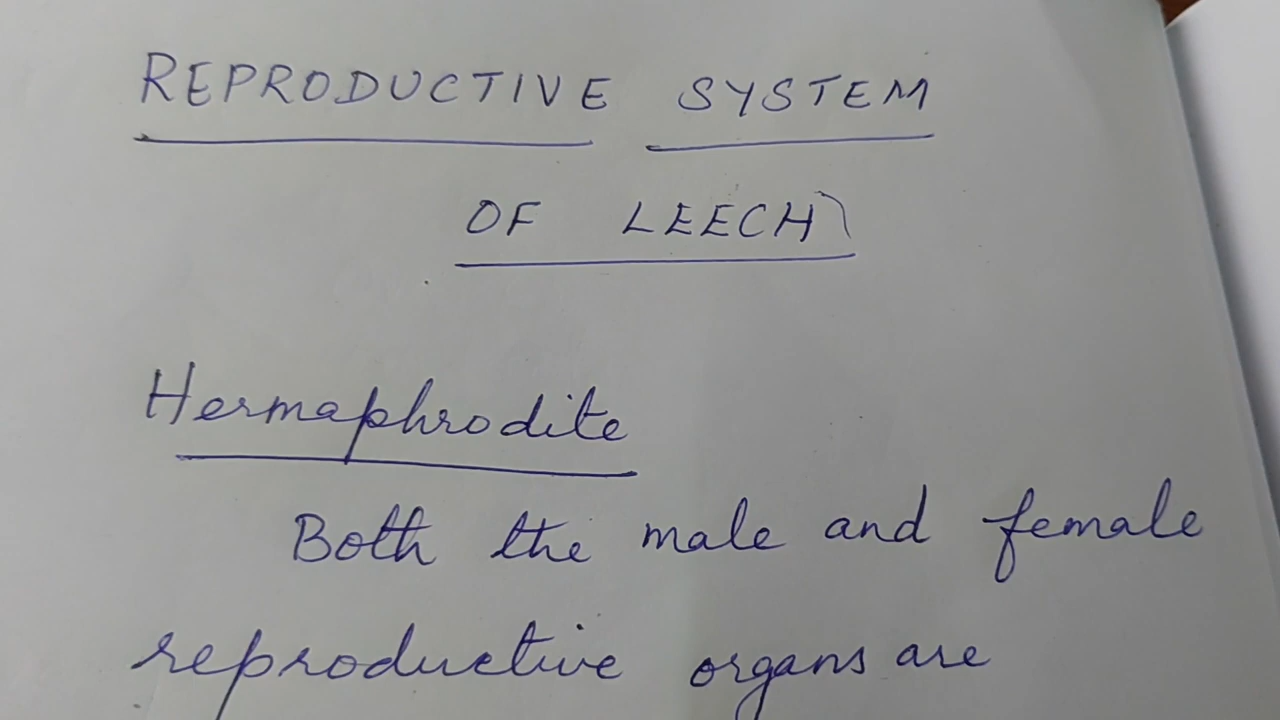 REPRODUCTIVE SYSTEM
OF LEECH
Hermaphrodite
Both the male and female
reproductive organs are